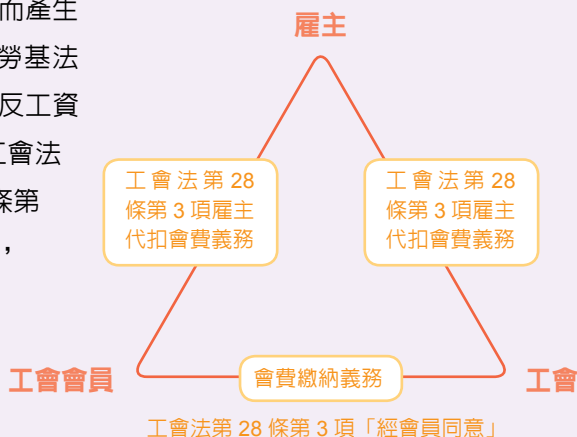 而產生
勞基法
反工資
工會法
條第
，
雇主
工會法第 28
條第 3 項雇主
代扣會費義務
工會法第 28
條第 3 項雇主
代扣會費義務
工會會員
會費繳納義務
工會
工會法第 28 條第 3 項「經會員同意」